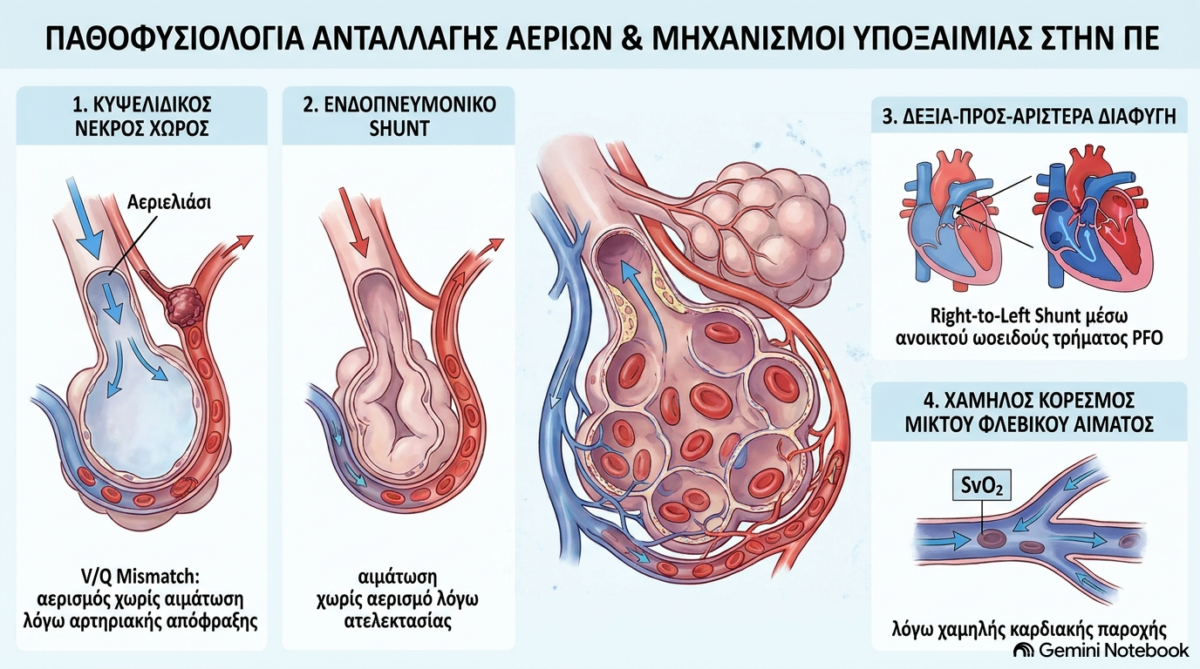 ΠΑΘΟΦΥΣΙΟΛΟΓΙΑ ΑΝΤΑΛΛΑΓΗΣ ΑΕΡΙΩΝ & ΜΗΧΑΝΙΣΜΟΙ ΥΠΟΞΑΙΜΙΑΣ ΣΤΗΝ ΠΕ
1. ΚΥΨΕΛΙΔΙΚΟΣ
ΝΕΚΡΟΣ ΧΩΡΟΣ
Αεριελιάσι
V/Q Mismatch:
αερισμός χωρίς αιμάτωση
λόγω αρτηριακής απόφραξης
2. ΕΝΔΟΠΝΕΥΜΟΝΙΚΟ
SHUNT
αιμάτωση
χωρίς αερισμό λόγω
ατελεκτασίας
3. ΔΕΞΙΑ-ΠΡΟΣ-ΑΡΙΣΤΕΡΑ ΔΙΑΦΥΓΗ
Right-to-Left Shunt μέσω
ανοικτού ωοειδούς τρήματος PFO
4. ΧΑΜΗΛΟΣ ΚΟΡΕΣΜΟΣ
ΜΙΚΤΟΥ ΦΛΕΒΙΚΟΥ ΑΙΜΑΤΟΣ
SvO₂
λόγω χαμηλής καρδιακής παροχής
Gemini Notebook